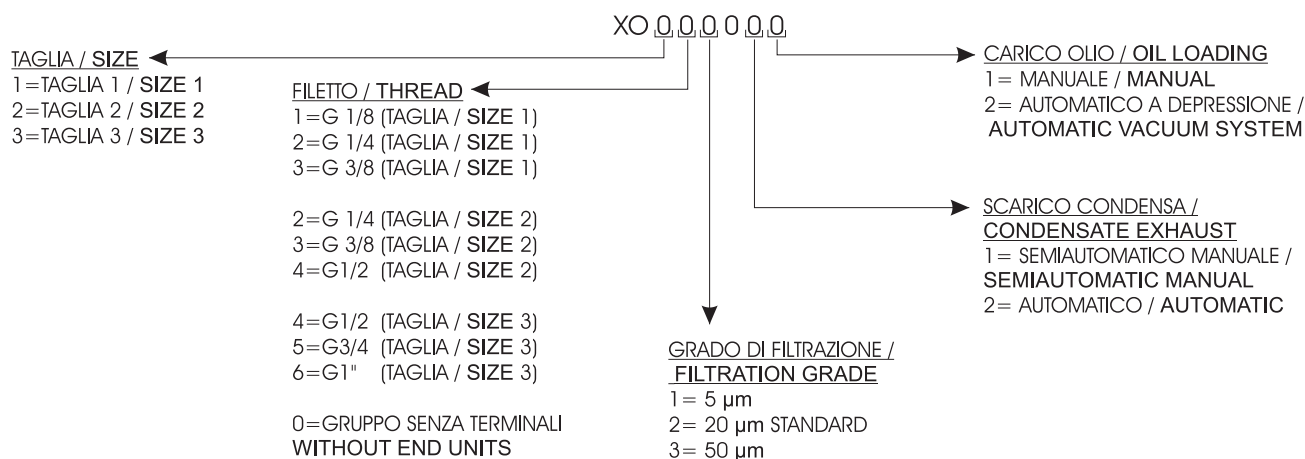 XO 0 0 0 0 0 0
TAGLIA / SIZE
1=TAGLIA 1 / SIZE 1
2=TAGLIA 2 / SIZE 2
3=TAGLIA 3 / SIZE 3
FILETTO / THREAD
1=G 1/8 (TAGLIA / SIZE 1)
2=G 1/4 (TAGLIA / SIZE 1)
3=G 3/8 (TAGLIA / SIZE 1)
2=G 1/4 (TAGLIA / SIZE 2)
3=G 3/8 (TAGLIA / SIZE 2)
4=G1/2 (TAGLIA / SIZE 2)
4=G1/2 (TAGLIA / SIZE 3)
5=G3/4 (TAGLIA / SIZE 3)
6=G1" (TAGLIA / SIZE 3)
0=GRUPPO SENZA TERMINALI
WITHOUT END UNITS
GRADO DI FILTRAZIONE /
FILTRATION GRADE
1= 5 µm
2= 20 µm STANDARD
3= 50 µm
CARICO OLIO / OIL LOADING
1= MANUALE / MANUAL
2= AUTOMATICO A DEPRESSIONE /
AUTOMATIC VACUUM SYSTEM
SCARICO CONDENSA /
CONDENSATE EXHAUST
1= SEMIAUTOMATICO MANUALE /
SEMIAUTOMATIC MANUAL
2= AUTOMATICO / AUTOMATIC